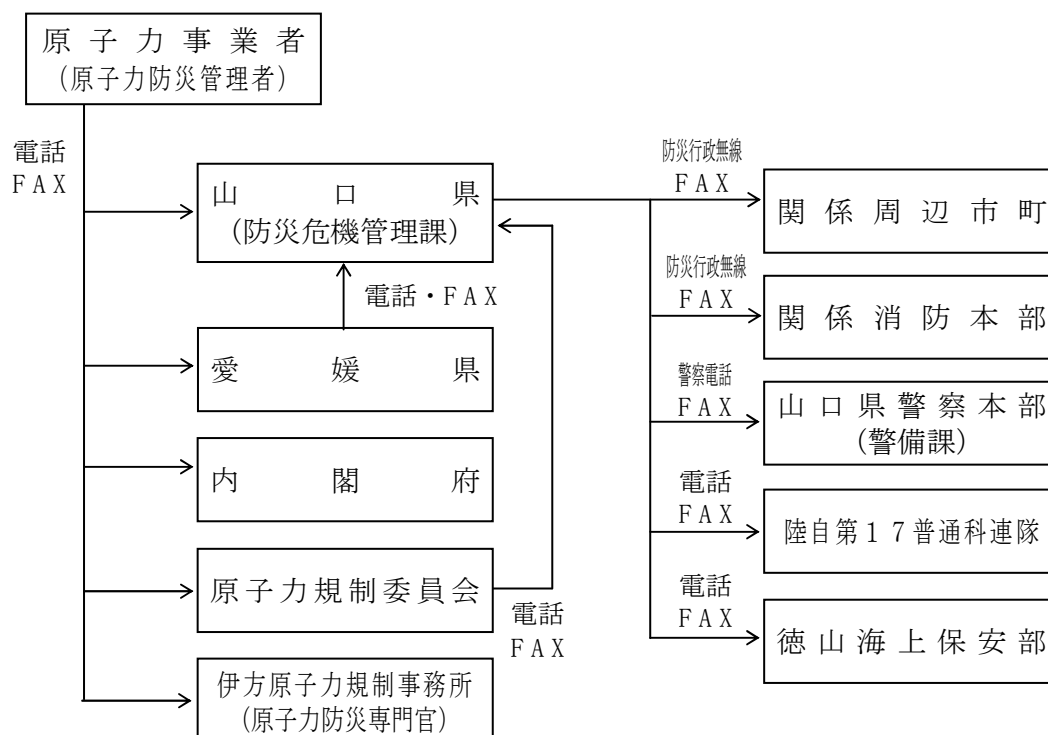 原子力事業者
(原子力防災管理者)
電話
FAX
山口県
(防災危機管理課)
電話・FAX
愛媛県
内閣府
原子力規制委員会
電話
FAX
伊方原子力規制事務所
(原子力防災専門官)
防災行政無線
FAX
関係周辺市町
防災行政無線
FAX
関係消防本部
警察電話
FAX
山口県警察本部
(警備課)
電話
FAX
陸自第17普通科連隊
電話
FAX
徳山海上保安部